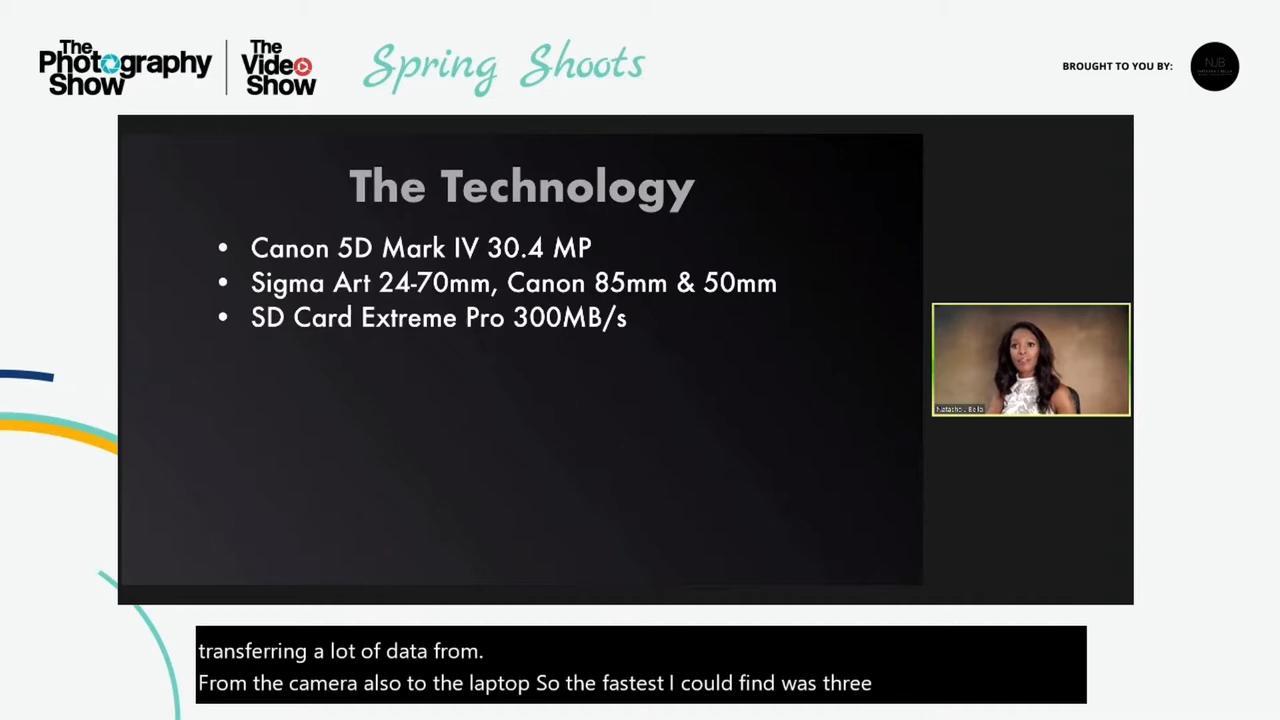 The
Photography
Show
The
Video
Show
Spring Shoots
BROUGHT TO YOU BY:
NJB
The Technology
• Canon 5D Mark IV 30.4 MP
• Sigma Art 24-70mm, Canon 85mm & 50mm
• SD Card Extreme Pro 300MB/s
transferring a lot of data from.
From the camera also to the laptop So the fastest I could find was three